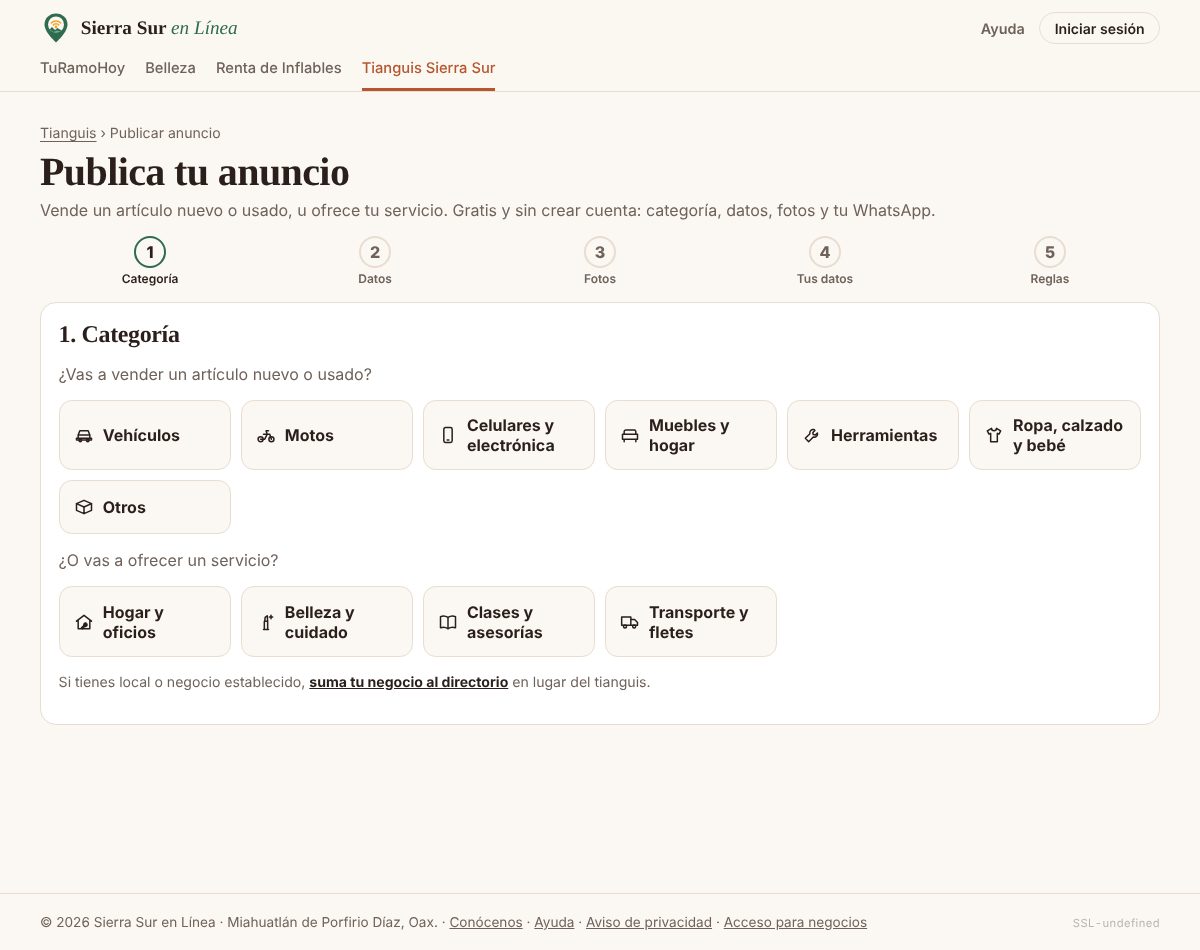 Sierra Sur en Línea
Ayuda
Iniciar sesión
TuRamoHoy
Belleza
Renta de Inflables
Tianguis Sierra Sur
Tianguis › Publicar anuncio
Publica tu anuncio
Vende un artículo nuevo o usado, u ofrece tu servicio. Gratis y sin crear cuenta: categoría, datos, fotos y tu WhatsApp.
1
Categoría
2
Datos
3
Fotos
4
Tus datos
5
Reglas
1. Categoría
¿Vas a vender un artículo nuevo o usado?
Vehículos
Motos
Celulares y
electrónica
Muebles y
hogar
Herramientas
Ropa, calzado
y bebé
Otros
¿O vas a ofrecer un servicio?
Hogar y
oficios
Belleza y
cuidado
Clases y
asesorías
Transporte y
fletes
Si tienes local o negocio establecido, suma tu negocio al directorio en lugar del tianguis.
© 2026 Sierra Sur en Línea · Miahuatlán de Porfirio Díaz, Oax. · Conócenos · Ayuda · Aviso de privacidad · Acceso para negocios
SSL-undefined